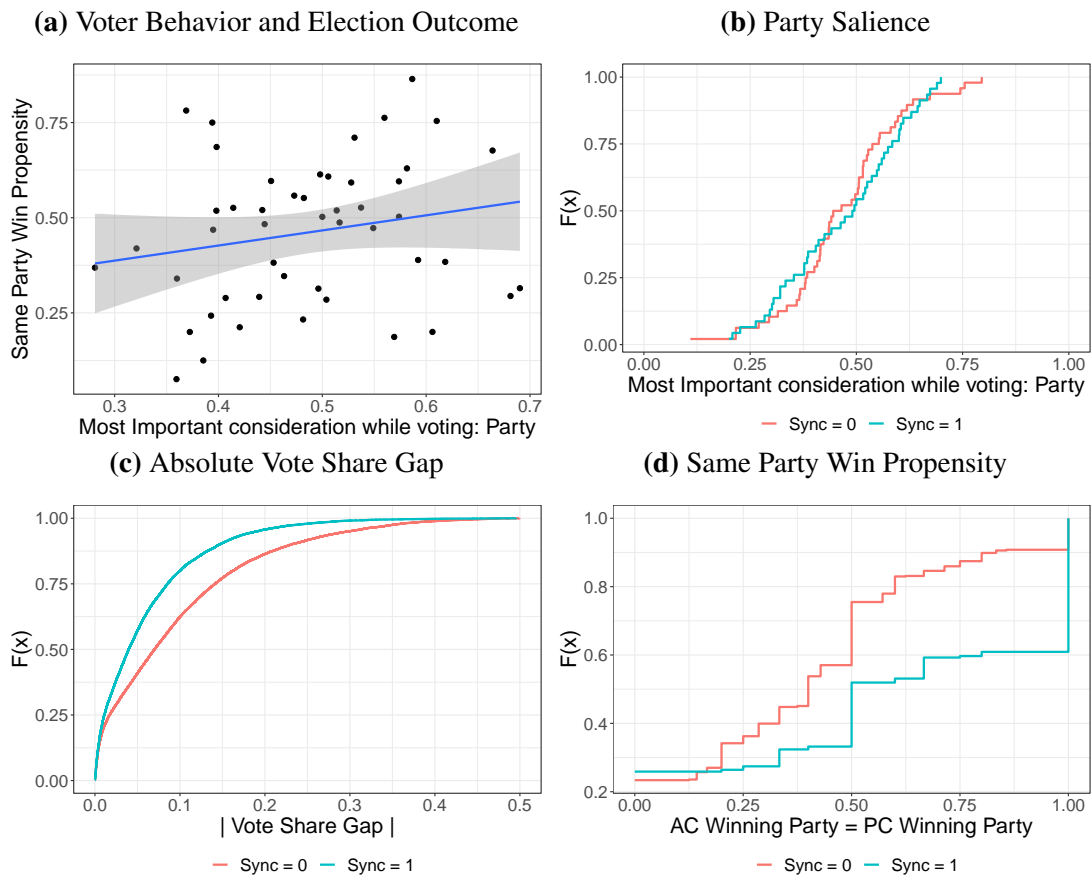 (a) Voter Behavior and Election Outcome
Same Party Win Propensity
0.75
0.50
0.25
0.3 0.4 0.5 0.6 0.7
Most Important consideration while voting: Party
(b) Party Salience
F(x)
1.00
0.75
0.50
0.25
0.00
0.00 0.25 0.50 0.75 1.00
Most Important consideration while voting: Party
Sync = 0 Sync = 1
(c) Absolute Vote Share Gap
F(x)
1.00
0.75
0.50
0.25
0.00
0.0 0.1 0.2 0.3 0.4 0.5
| Vote Share Gap |
Sync = 0 Sync = 1
(d) Same Party Win Propensity
F(x)
1.0
0.8
0.6
0.4
0.2
0.00 0.25 0.50 0.75 1.00
AC Winning Party = PC Winning Party
Sync = 0 Sync = 1